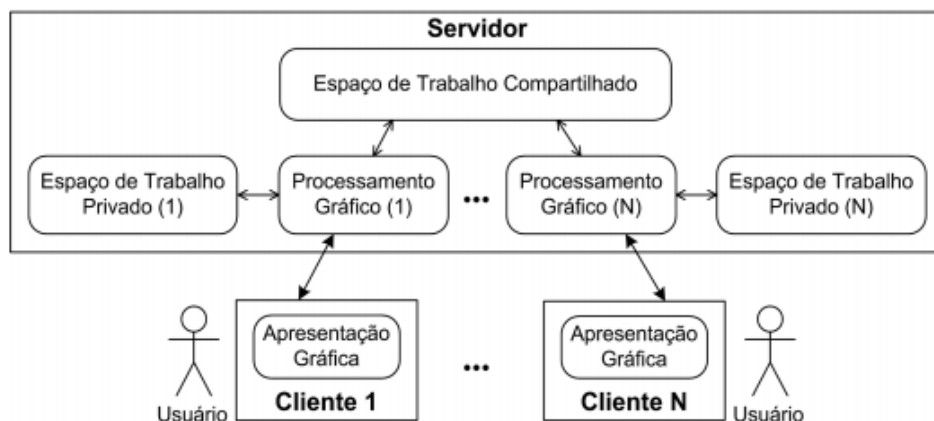 Servidor
Espaço de Trabalho Compartilhado
Espaço de Trabalho
Privado (1)
Processamento
Gráfico (1)
...
Processamento
Gráfico (N)
Espaço de Trabalho
Privado (N)
Usuário
Apresentação
Gráfica
Cliente 1
...
Apresentação
Gráfica
Cliente N
Usuário